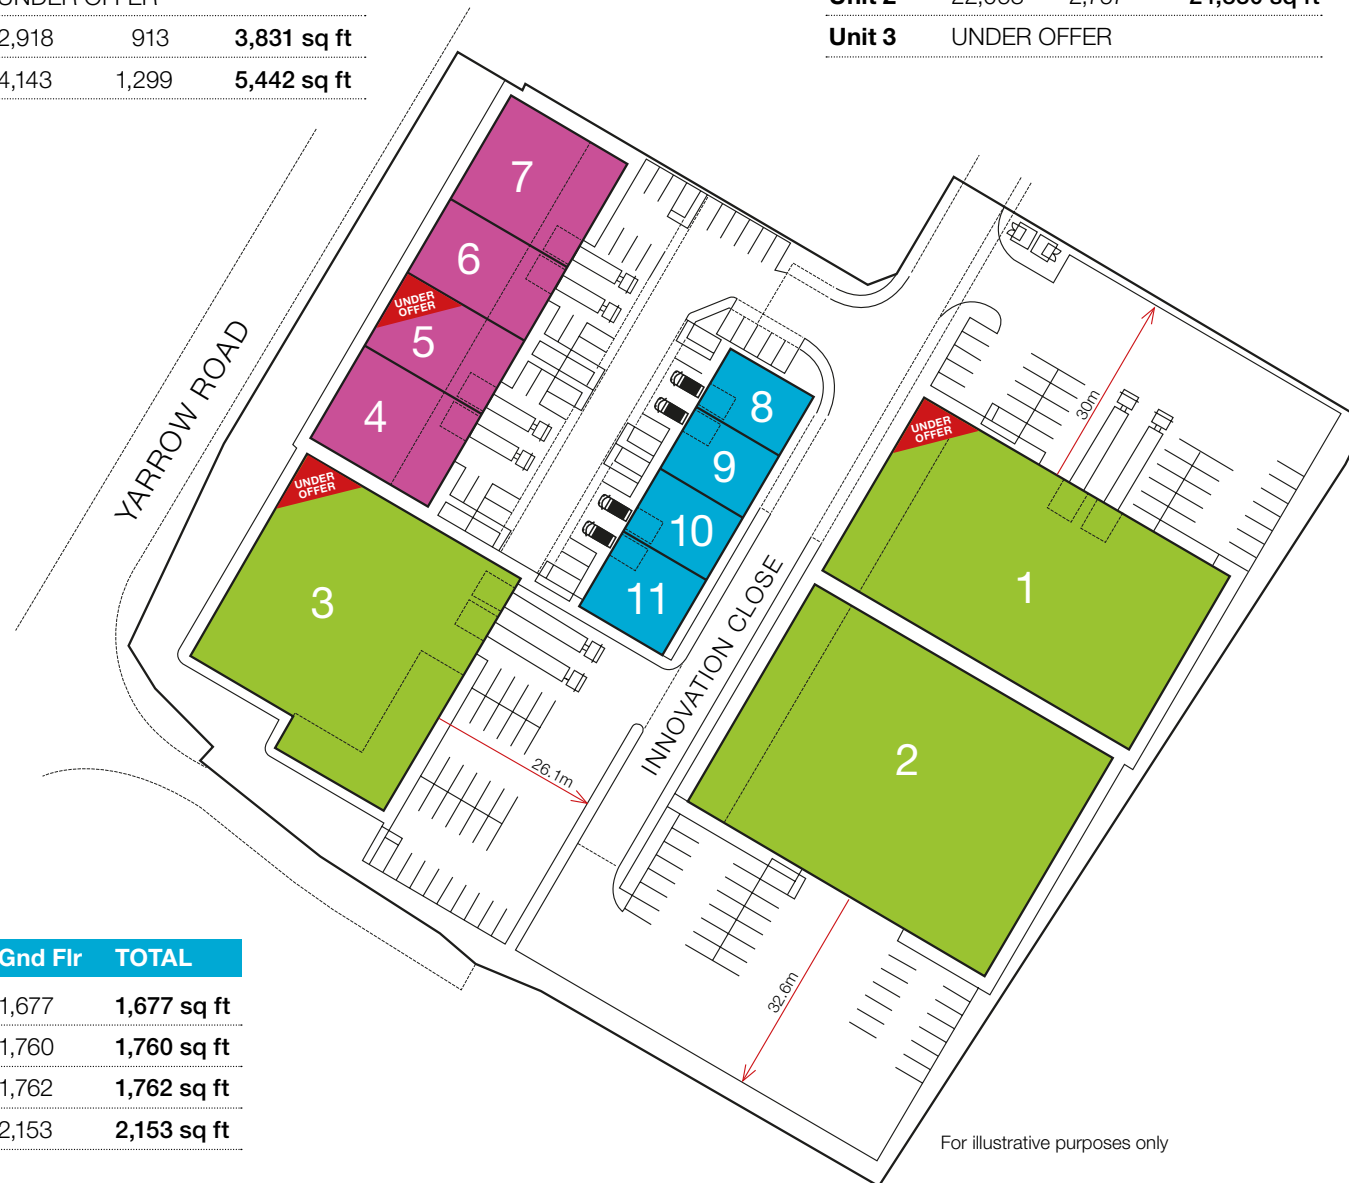 UNDER OFFER
2,918 913 3,831 sq ft
4,143 1,299 5,442 sq ft
Unit 2
Unit 3 UNDER OFFER
7
6
UNDER
OFFER
5
4
YARROW ROAD
UNDER
OFFER
3
8
9
10
11
INNOVATION CLOSE
UNDER
OFFER
30m
1
2
26.1m
32.6m
Gnd Flr TOTAL
1,677 1,677 sq ft
1,760 1,760 sq ft
1,762 1,762 sq ft
2,153 2,153 sq ft
For illustrative purposes only